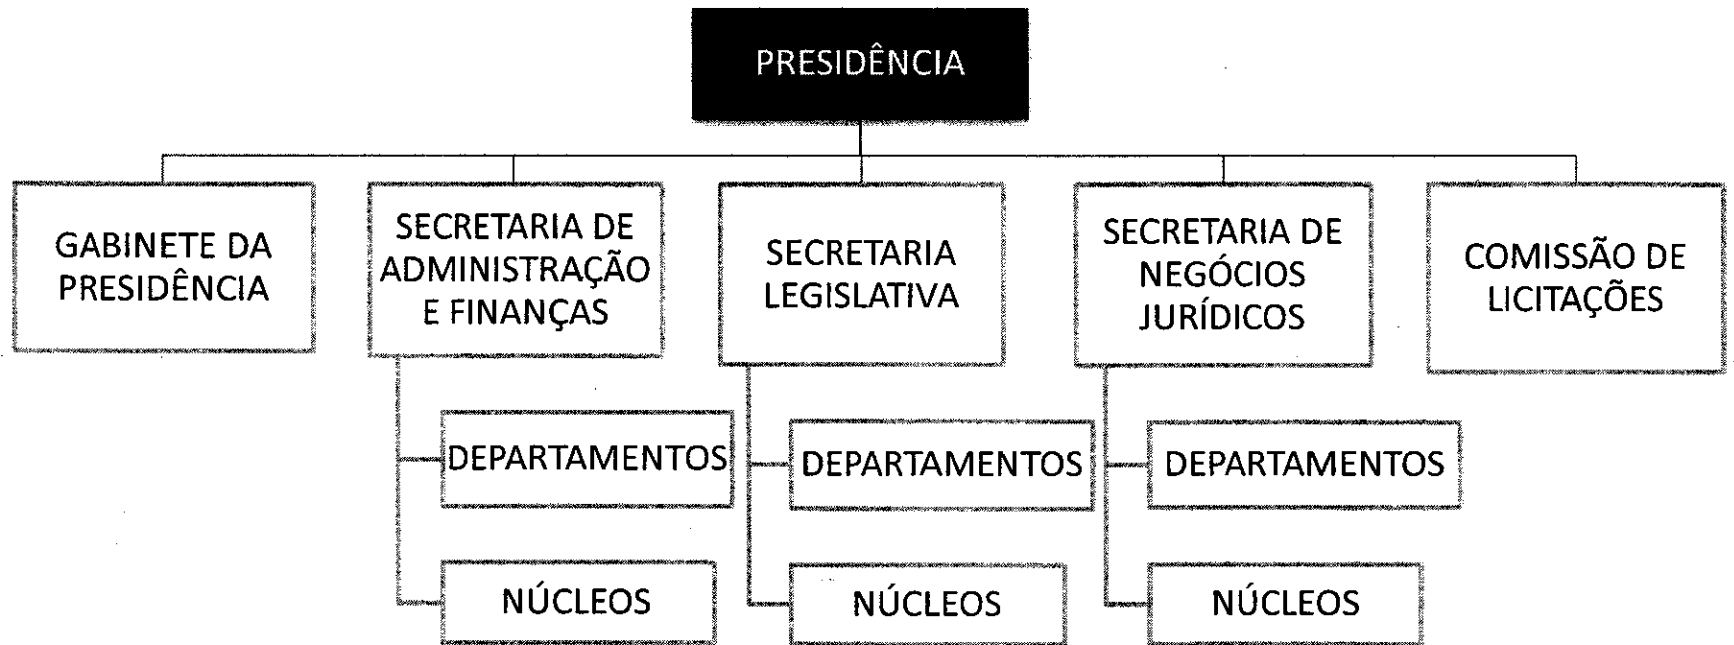 PRESIDÊNCIA
GABINETE DA
PRESIDÊNCIA
SECRETARIA DE
ADMINISTRAÇÃO
E FINANÇAS
SECRETARIA
LEGISLATIVA
SECRETARIA DE
NEGÓCIOS
JURÍDICOS
COMISSÃO DE
LICITAÇÕES
DEPARTAMENTOS
DEPARTAMENTOS
DEPARTAMENTOS
NÚCLEOS
NÚCLEOS
NÚCLEOS